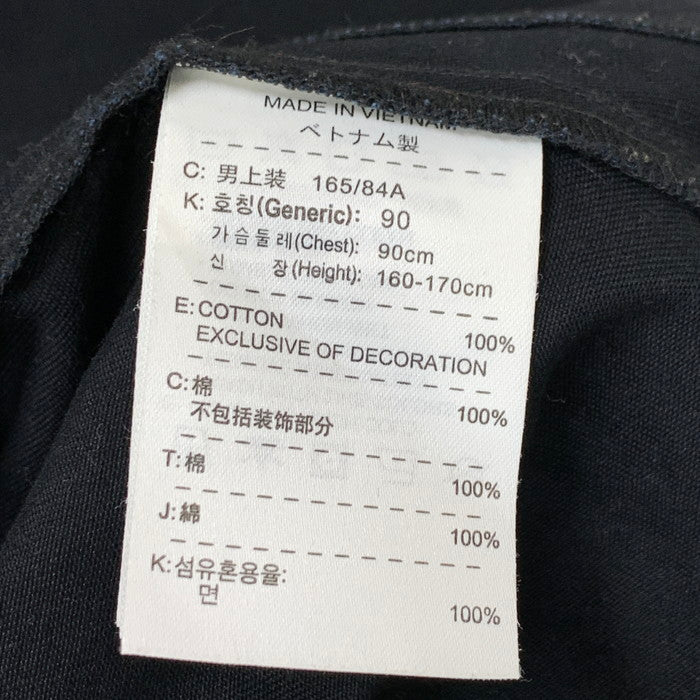 MADE IN VIETNAM
ベトナム製
C: 男上装 165/84A
K: 호칭(Generic): 90
가슴둘레(Chest): 90cm
신 장(Height): 160-170cm
E: COTTON 100%
EXCLUSIVE OF DECORATION
C: 棉 100%
不包括装饰部分
T: 棉 100%
J: 綿 100%
K: 섬유혼용율:
면 100%